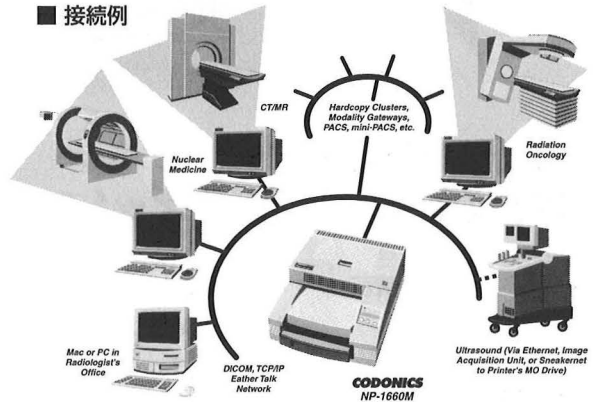 ■ 接続例
CT/MR
Hardcopy Clusters,
Modality Gateways,
PACS, mini-PACS, etc.
Radiation
Oncology
Nuclear
Medicine
Mac or PC in
Radiologist's
Office
DICOM, TCP/IP
Eather Talk
Network
CODONICS
NP-1660M
Ultrasound (Via Ethernet, Image
Acquisition Unit, or Sneakernet
to Printer's MO Drive)